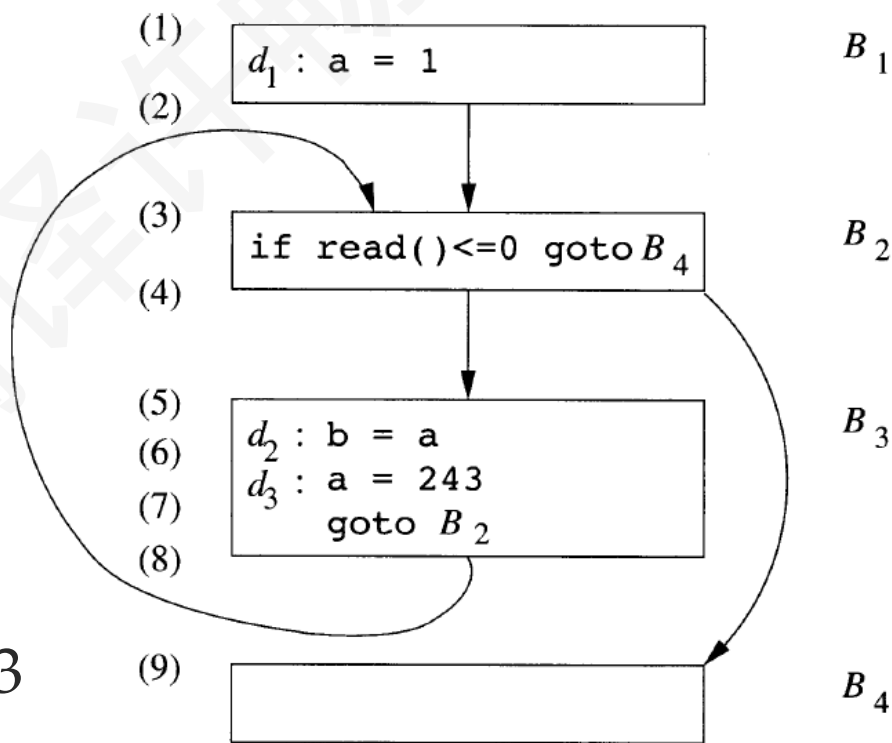 (1)
d1 : a = 1
B1
(2)
(3)
if read()<=0 goto B4
B2
(4)
(5)
d2 : b = a
B3
(6)
d3 : a = 243
(7)
goto B2
(8)
3
(9)
B4